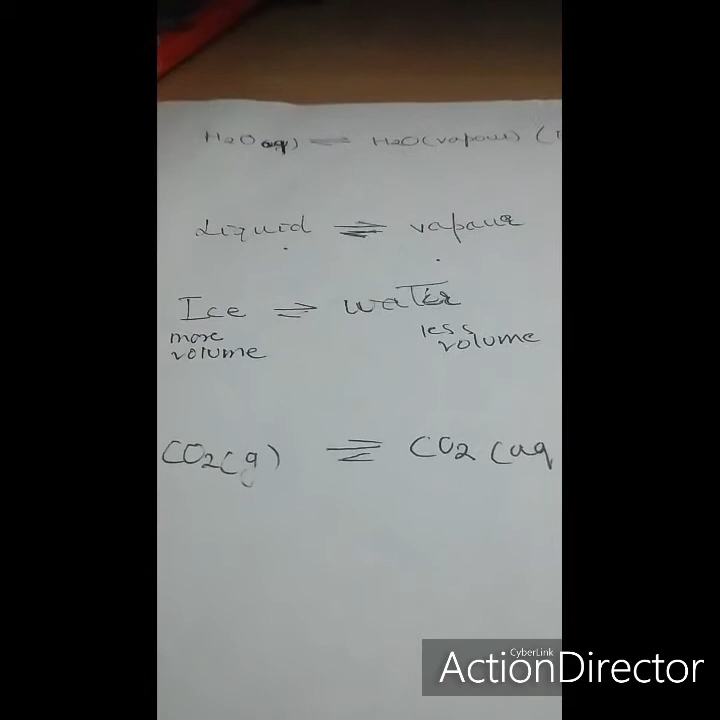 H2O aq) ⇌ H2O (vapour) (
Liquid ⇌ vapour
Ice ⇌ water
more volume
less volume
CO2 (g) ⇌ CO2 (aq
CyberLink
ActionDirector